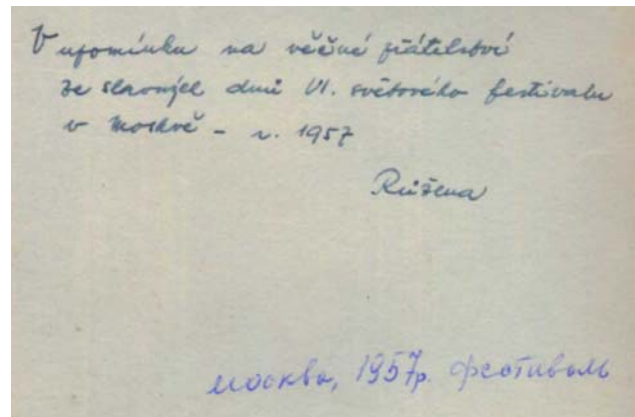 V upomínku na věčné přátelství
ze slavných dnů VI. světového festivalu
v Moskvě - r. 1957
Růžena
Москва, 1957р. фестиваль